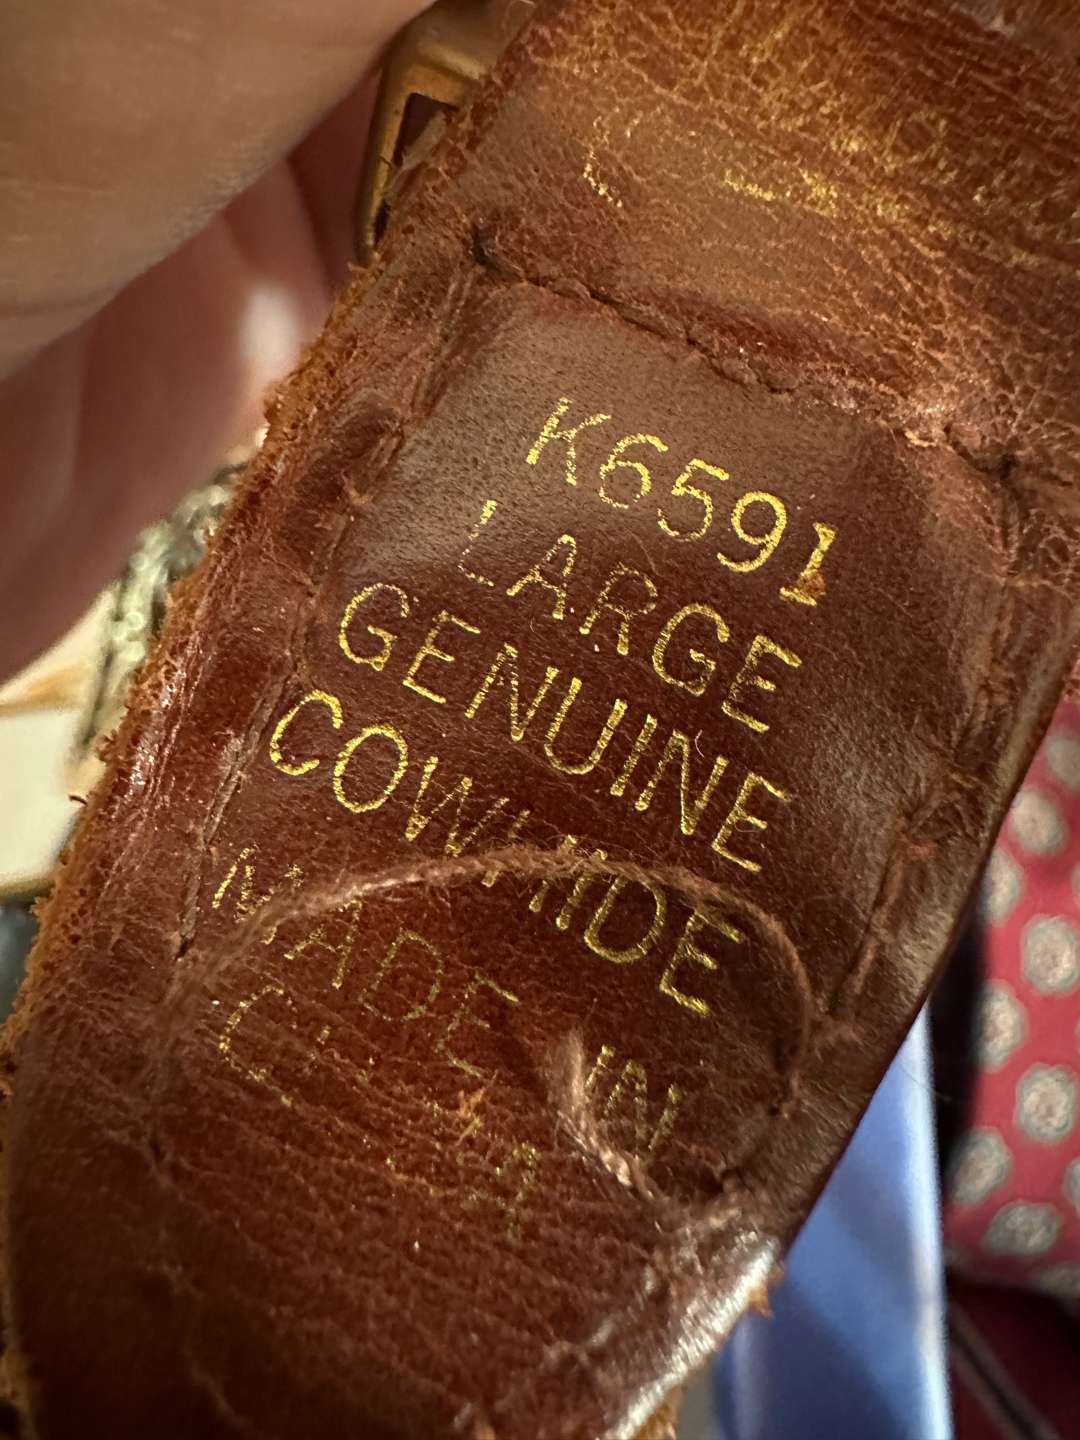 K6591
LARGE
GENUINE
COWHIDE
MADE IN